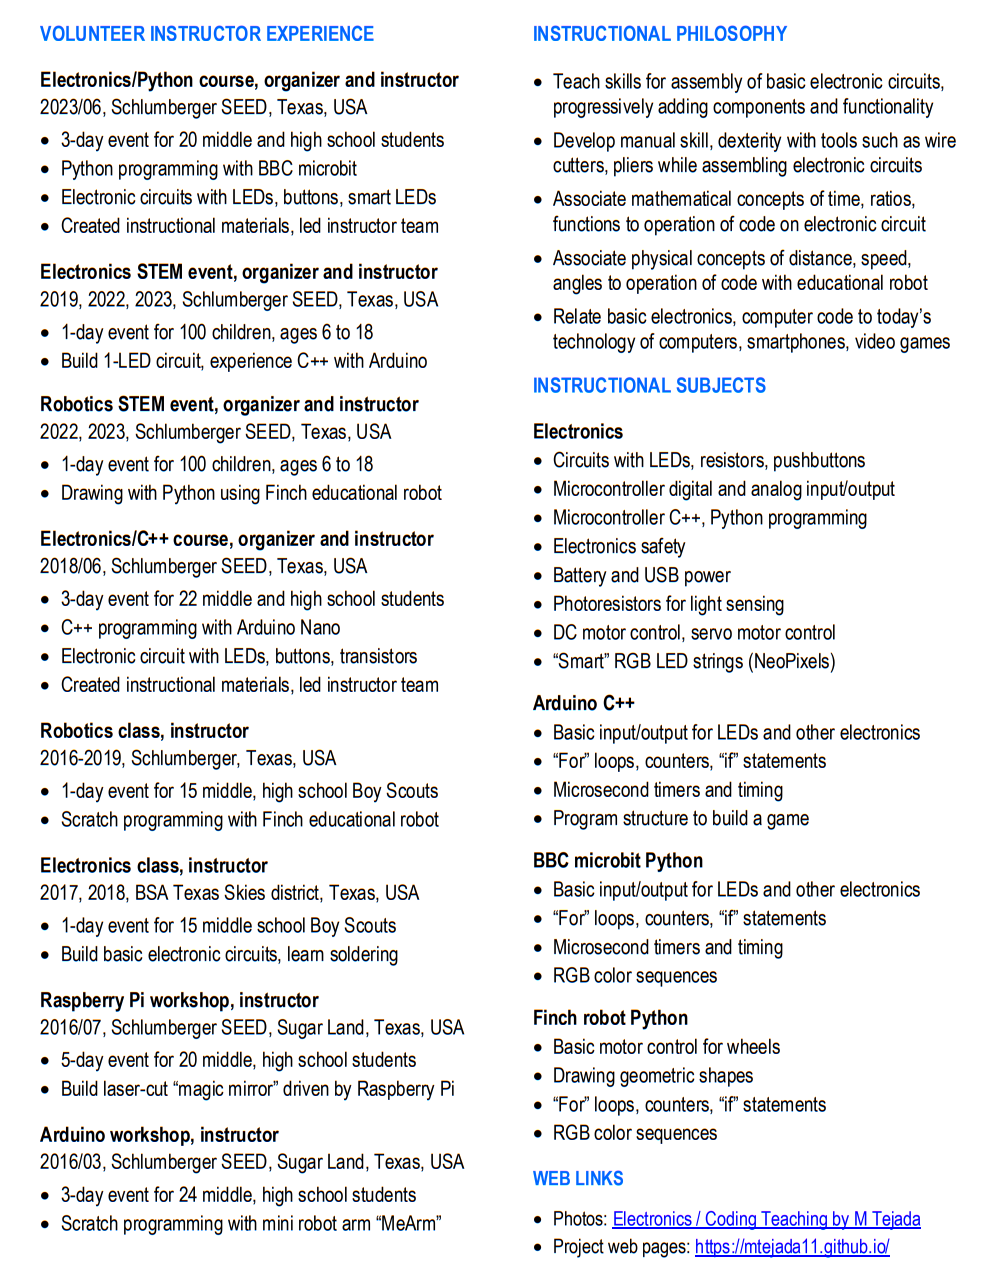 VOLUNTEER INSTRUCTOR EXPERIENCE
Electronics/Python course, organizer and instructor
2023/06, Schlumberger SEED, Texas, USA
• 3-day event for 20 middle and high school students
• Python programming with BBC microbit
• Electronic circuits with LEDs, buttons, smart LEDs
• Created instructional materials, led instructor team
Electronics STEM event, organizer and instructor
2019, 2022, 2023, Schlumberger SEED, Texas, USA
• 1-day event for 100 children, ages 6 to 18
• Build 1-LED circuit, experience C++ with Arduino
Robotics STEM event, organizer and instructor
2022, 2023, Schlumberger SEED, Texas, USA
• 1-day event for 100 children, ages 6 to 18
• Drawing with Python using Finch educational robot
Electronics/C++ course, organizer and instructor
2018/06, Schlumberger SEED, Texas, USA
• 3-day event for 22 middle and high school students
• C++ programming with Arduino Nano
• Electronic circuit with LEDs, buttons, transistors
• Created instructional materials, led instructor team
Robotics class, instructor
2016-2019, Schlumberger, Texas, USA
• 1-day event for 15 middle, high school Boy Scouts
• Scratch programming with Finch educational robot
Electronics class, instructor
2017, 2018, BSA Texas Skies district, Texas, USA
• 1-day event for 15 middle school Boy Scouts
• Build basic electronic circuits, learn soldering
Raspberry Pi workshop, instructor
2016/07, Schlumberger SEED, Sugar Land, Texas, USA
• 5-day event for 20 middle, high school students
• Build laser-cut “magic mirror” driven by Raspberry Pi
Arduino workshop, instructor
2016/03, Schlumberger SEED, Sugar Land, Texas, USA
• 3-day event for 24 middle, high school students
• Scratch programming with mini robot arm “MeArm”
INSTRUCTIONAL PHILOSOPHY
• Teach skills for assembly of basic electronic circuits,
progressively adding components and functionality
• Develop manual skill, dexterity with tools such as wire
cutters, pliers while assembling electronic circuits
• Associate mathematical concepts of time, ratios,
functions to operation of code on electronic circuit
• Associate physical concepts of distance, speed,
angles to operation of code with educational robot
• Relate basic electronics, computer code to today’s
technology of computers, smartphones, video games
INSTRUCTIONAL SUBJECTS
Electronics
• Circuits with LEDs, resistors, pushbuttons
• Microcontroller digital and analog input/output
• Microcontroller C++, Python programming
• Electronics safety
• Battery and USB power
• Photoresistors for light sensing
• DC motor control, servo motor control
• “Smart” RGB LED strings (NeoPixels)
Arduino C++
• Basic input/output for LEDs and other electronics
• “For” loops, counters, “if” statements
• Microsecond timers and timing
• Program structure to build a game
BBC microbit Python
• Basic input/output for LEDs and other electronics
• “For” loops, counters, “if” statements
• Microsecond timers and timing
• RGB color sequences
Finch robot Python
• Basic motor control for wheels
• Drawing geometric shapes
• “For” loops, counters, “if” statements
• RGB color sequences
WEB LINKS
• Photos: Electronics / Coding Teaching by M Tejada
• Project web pages: https://mtejada11.github.io/